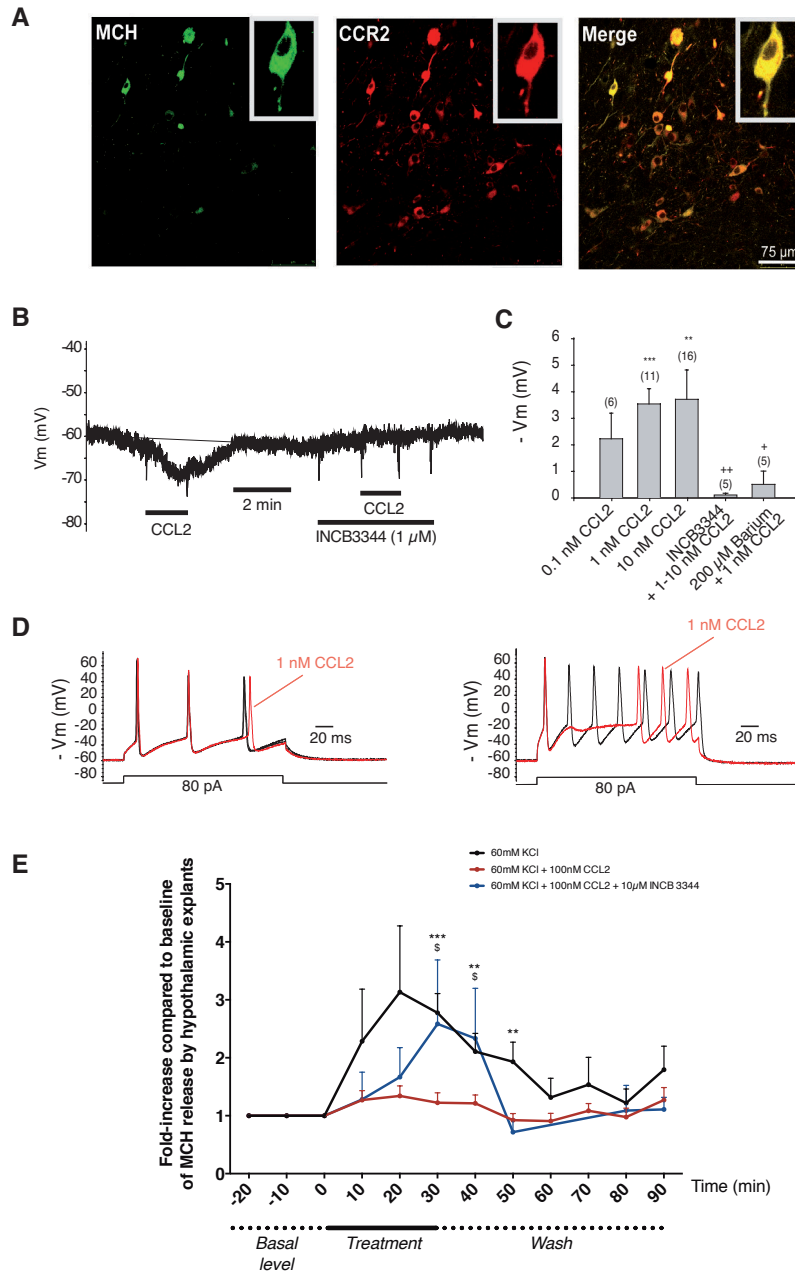 A
MCH
CCR2
Merge
75 µm
B
Vm (mV)
-40
-50
-60
-70
-80
CCL2
2 min
CCL2
INCB3344 (1 µM)
C
- Vm (mV)
6
5
4
3
2
1
0
(6)
***
(11)
**
(16)
++
(5)
+
(5)
0.1 nM CCL2
1 nM CCL2
10 nM CCL2
INCB3344
+ 1-10 nM CCL2
200 µM Barium
+ 1 nM CCL2
D
- Vm (mV)
60
40
20
0
-20
-40
-60
-80
1 nM CCL2
20 ms
80 pA
- Vm (mV)
60
40
20
0
-20
-40
-60
-80
1 nM CCL2
20 ms
80 pA
E
60mM KCl
60mM KCl + 100nM CCL2
60mM KCl + 100nM CCL2 + 10µM INCB 3344
Fold-increase compared to baseline
of MCH release by hypothalamic explants
5
4
3
2
1
0
***
$
**
$
**
-20
-10
0
10
20
30
40
50
60
70
80
90
Time (min)
Basal
level
Treatment
Wash